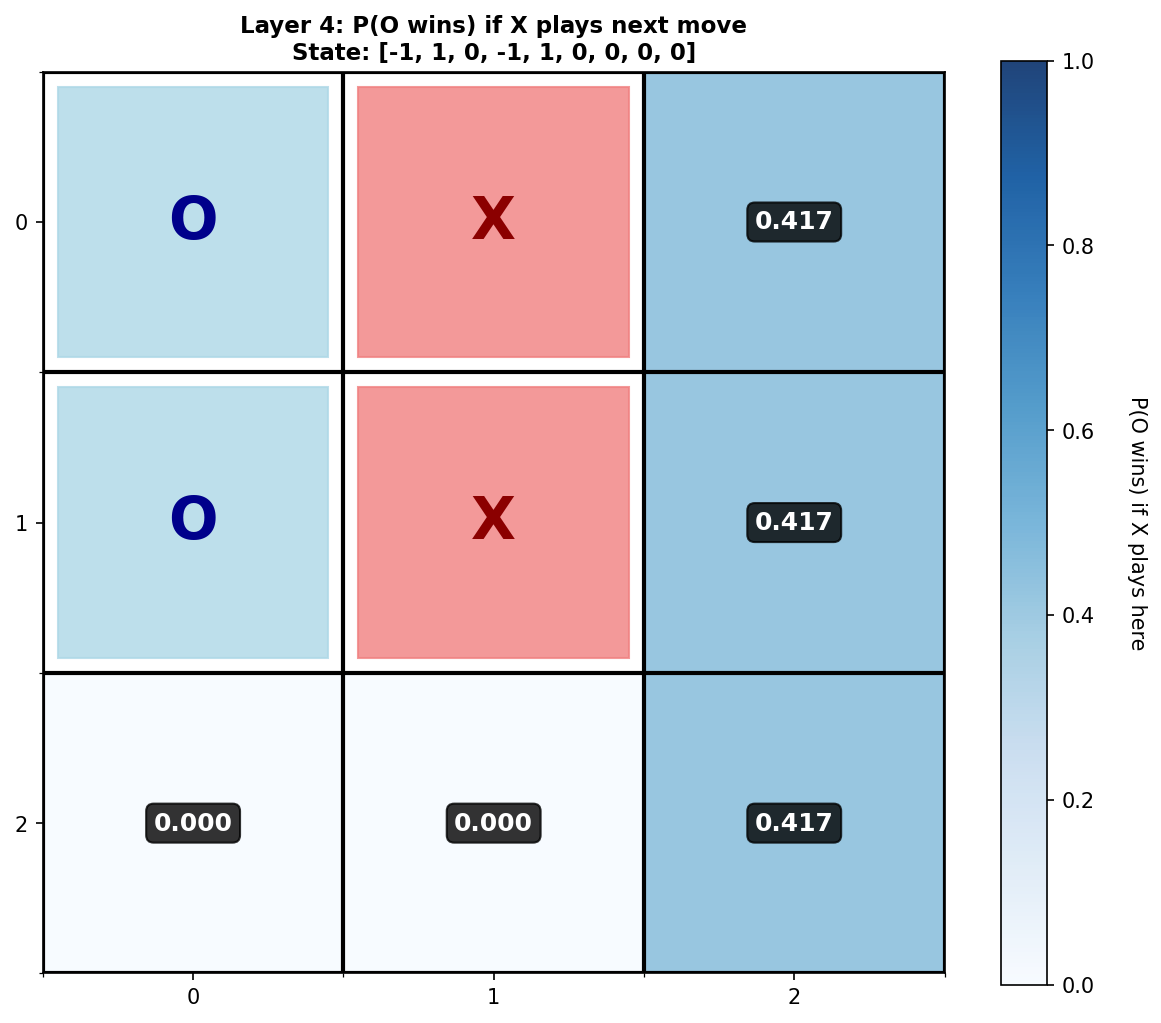 Layer 4: P(O wins) if X plays next move
State: [-1, 1, 0, -1, 1, 0, 0, 0, 0]
0
O
X
0.417
1
O
X
0.417
2
0.000
0.000
0.417
0
1
2
1.0
0.8
0.6
0.4
0.2
0.0
P(O wins) if X plays here